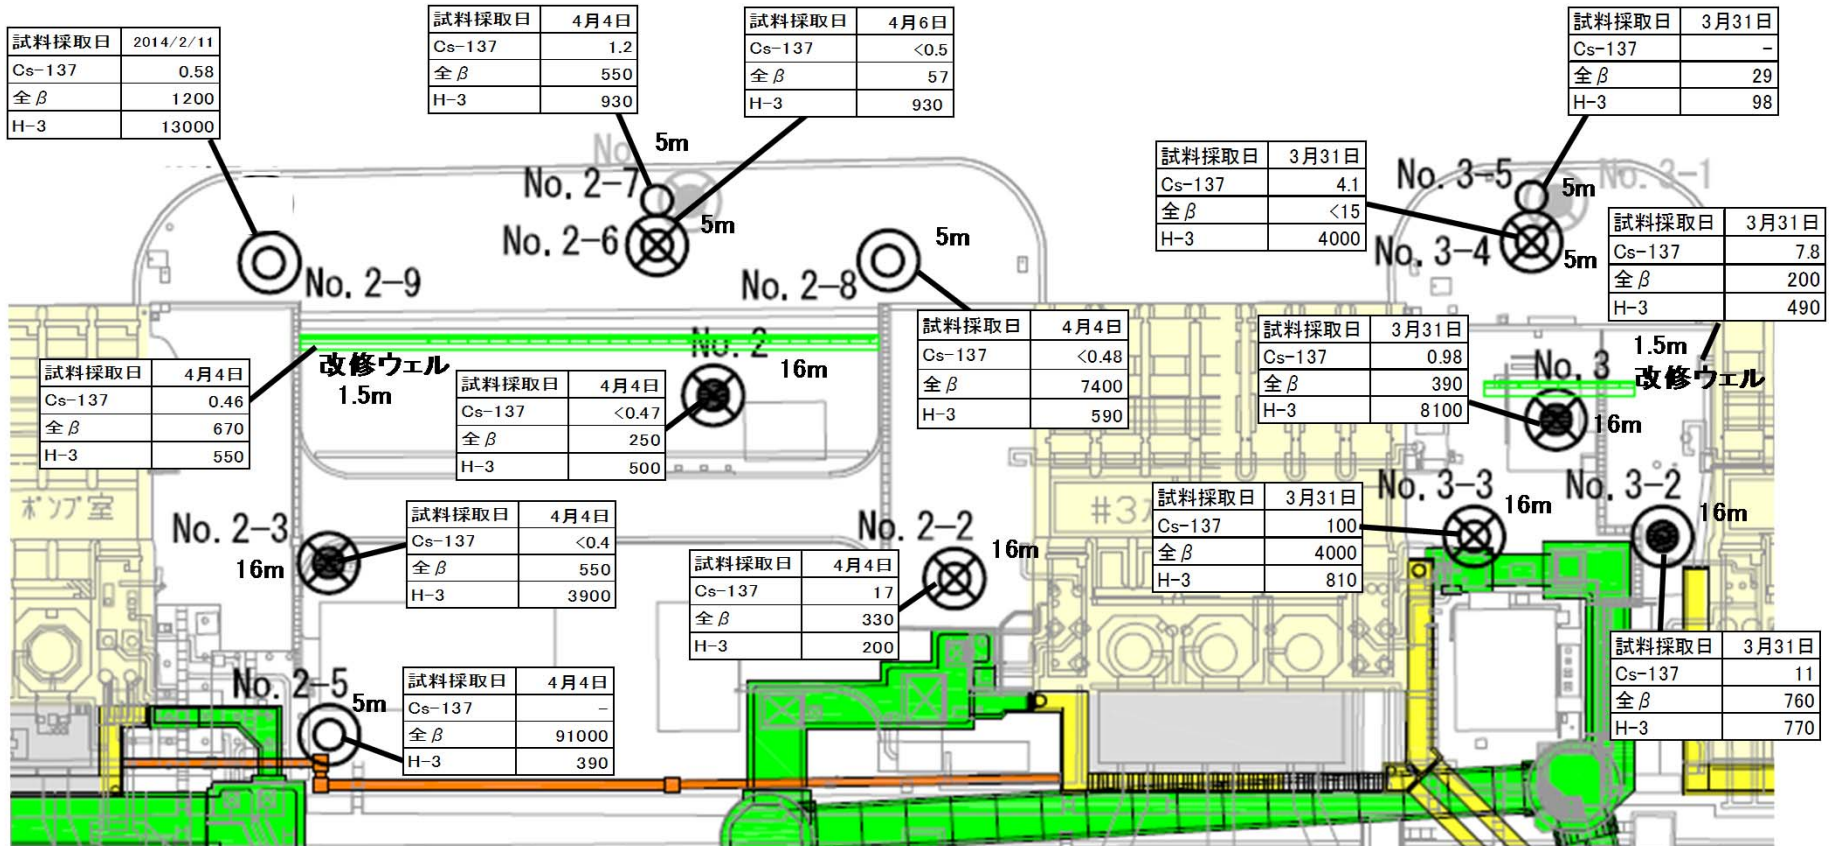 試料採取日 2014/2/11
Cs-137 0.58
全β 1200
H-3 13000
試料採取日 4月4日
Cs-137 1.2
全β 550
H-3 930
試料採取日 4月6日
Cs-137 <0.5
全β 57
H-3 930
試料採取日 3月31日
Cs-137 -
全β 29
H-3 98
試料採取日 3月31日
Cs-137 4.1
全β <15
H-3 4000
No. 5m
No. 2-7
No. 2-6 5m
No. 2-9
No. 2-8 5m
No. 3-5 5m No. 3-1
No. 3-4 5m
試料採取日 3月31日
Cs-137 7.8
全β 200
H-3 490
試料採取日 4月4日
Cs-137 0.46
全β 670
H-3 550
改修ウェル
1.5m
No. 2 16m
試料採取日 4月4日
Cs-137 <0.47
全β 250
H-3 500
試料採取日 4月4日
Cs-137 <0.48
全β 7400
H-3 590
試料採取日 3月31日
Cs-137 0.98
全β 390
H-3 8100
1.5m
改修ウェル
No. 3
16m
ポンプ室
No. 2-3
16m
試料採取日 4月4日
Cs-137 <0.4
全β 550
H-3 3900
No. 2-2
16m
試料採取日 4月4日
Cs-137 17
全β 330
H-3 200
#3
試料採取日 3月31日
Cs-137 100
全β 4000
H-3 810
No. 3-3
16m
No. 3-2
16m
No. 2-5
5m
試料採取日 4月4日
Cs-137 -
全β 91000
H-3 390
試料採取日 3月31日
Cs-137 11
全β 760
H-3 770